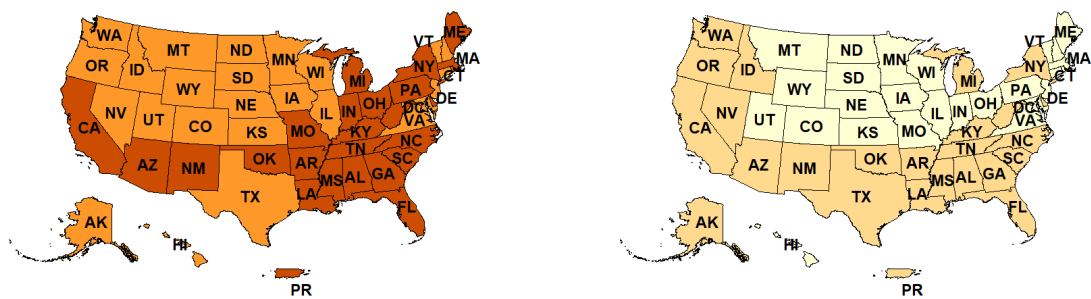 WA
MT
ND
MN
VT
ME
OR
ID
SD
WI
MI
NY
MA
CT
WY
NE
IA
PA
DE
NV
UT
CO
KS
IL
IN
OH
DC
VA
CA
MO
KY
NC
AZ
NM
OK
AR
TN
SC
TX
LA
MS
AL
GA
FL
AK
HI
PR
WA
MT
ND
MN
VT
ME
OR
ID
SD
WI
MI
NY
MA
CT
WY
NE
IA
PA
DE
NV
UT
CO
KS
IL
IN
OH
DC
VA
CA
MO
KY
NC
AZ
NM
OK
AR
TN
SC
TX
LA
MS
AL
GA
FL
AK
HI
PR